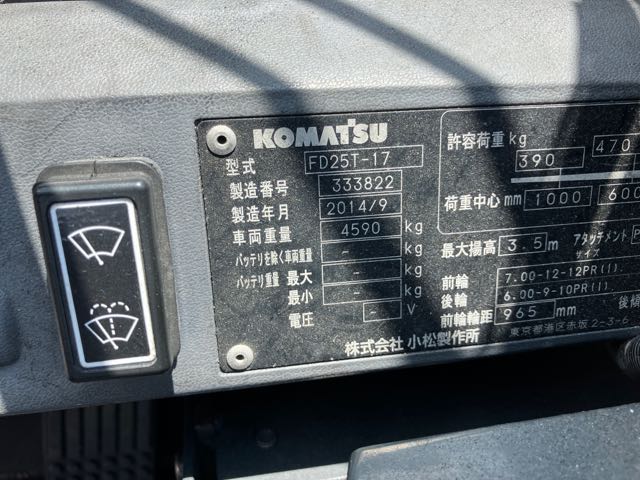 KOMATSU
型式 FD25T-17
製造番号 333822
製造年月 2014/9
車両重量 4590 kg
バッテリを除く車両重量 - kg
バッテリ重量 最大 - kg
最小 - kg
電圧 - V
許容荷重 kg
390 470
荷重中心 mm 1000 600
最大揚高 3.5 m アタッチメントサイズ P
前輪 7.00-12-12PR(I).
後輪 6.00-9-10PR(I).
前輪輪距 965 mm 後傾
株式会社 小松製作所
東京都港区赤坂2-3-6